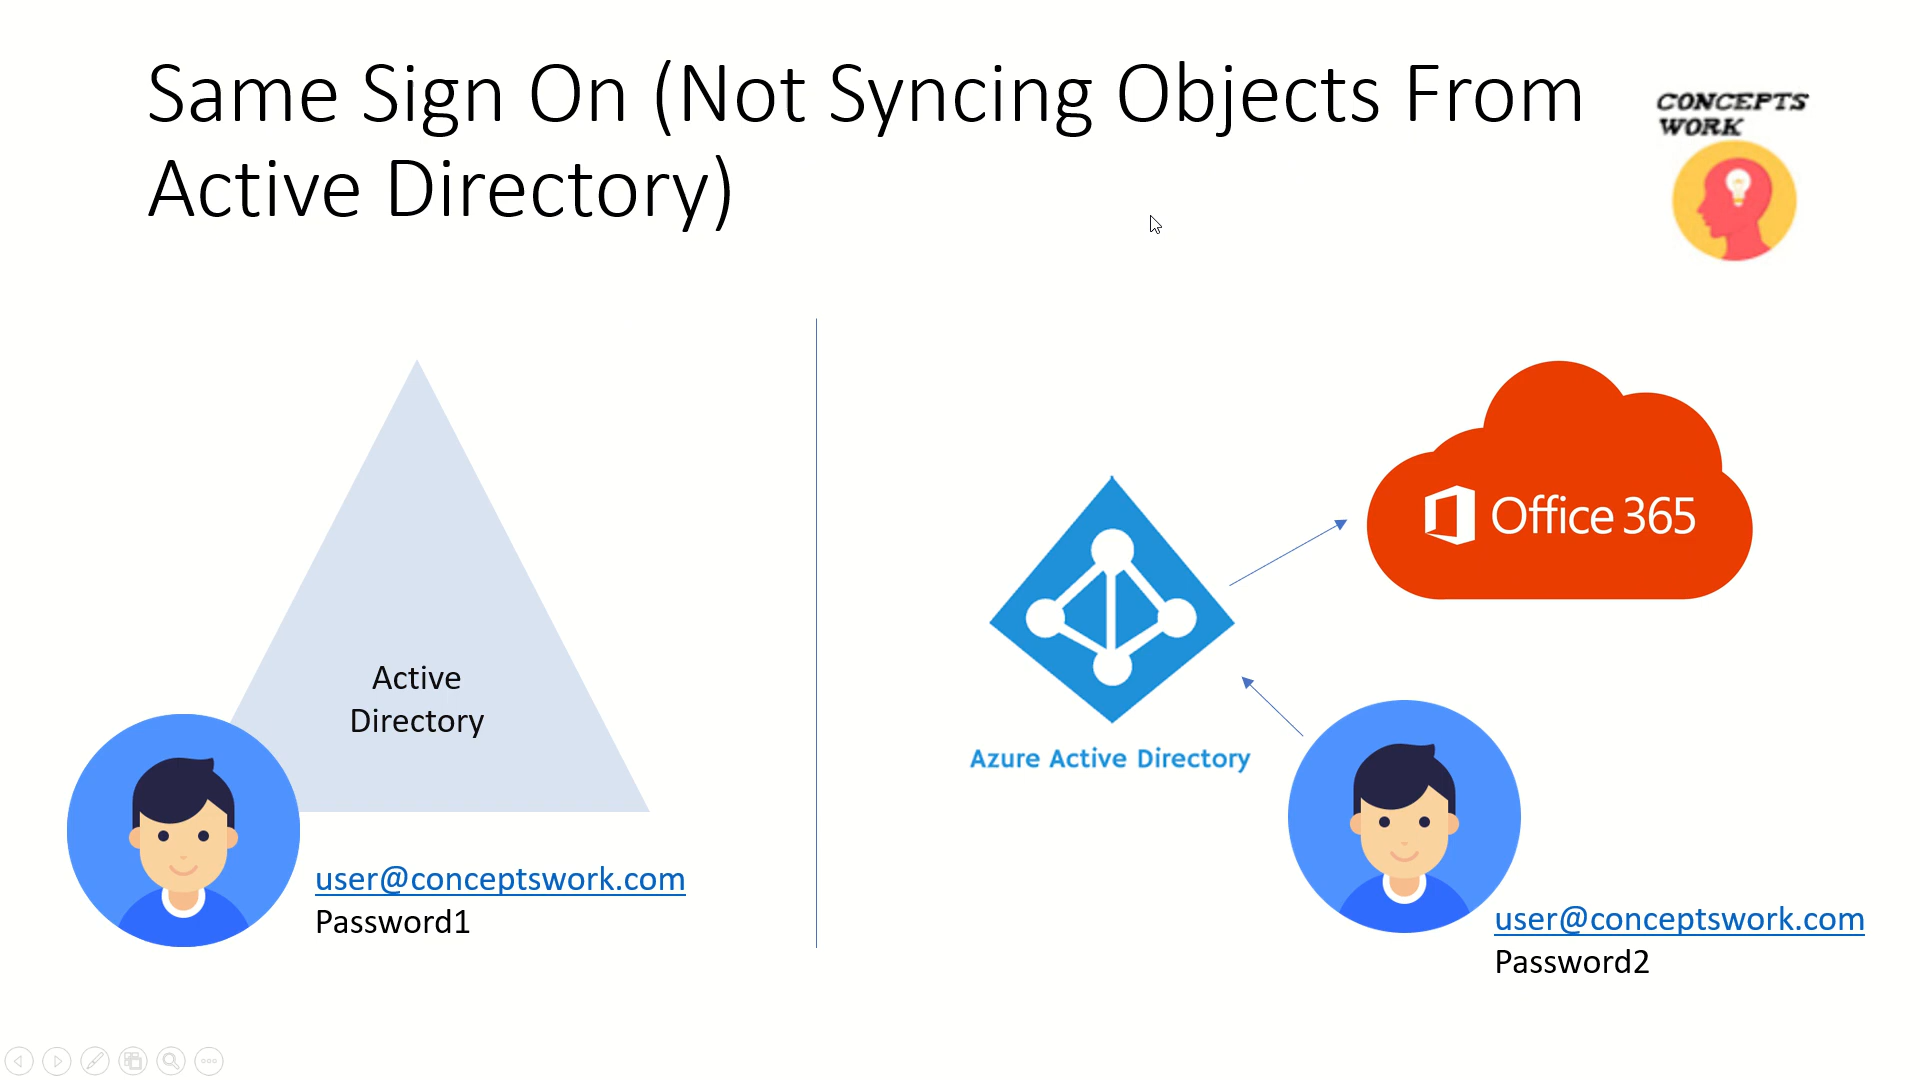 Same Sign On (Not Syncing Objects From
Active Directory)
CONCEPTS
WORK
Active
Directory
user@conceptswork.com
Password1
Office 365
Azure Active Directory
user@conceptswork.com
Password2